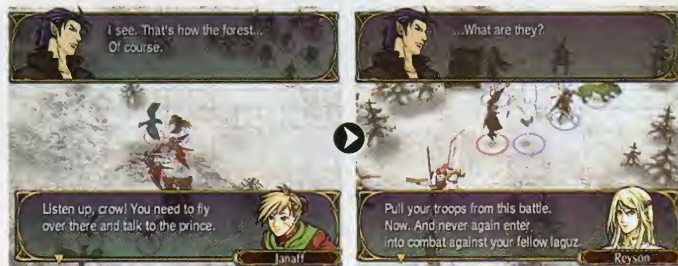 I see. That's how the forest...
Of course.
Listen up, crow! You need to fly
over there and talk to the prince.
Janaff
...What are they?
Pull your troops from this battle.
Now. And never again enter
into combat against your fellow laguz.
Reyson